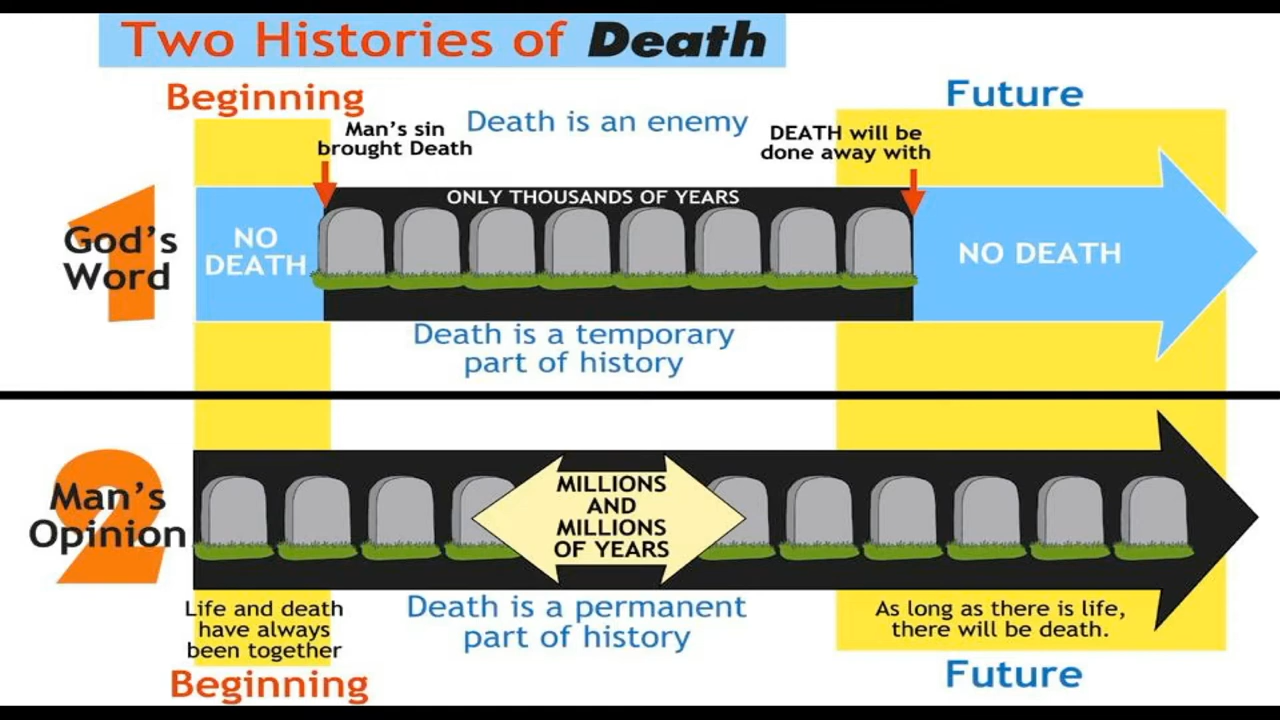 Two Histories of Death
Beginning
Future
Man's sin
brought Death
Death is an enemy
DEATH will be
done away with
1
God's
Word
NO
DEATH
ONLY THOUSANDS OF YEARS
NO DEATH
Death is a temporary
part of history
2
Man's
Opinion
MILLIONS
AND
MILLIONS
OF YEARS
Life and death
have always
been together
Death is a permanent
part of history
As long as there is life,
there will be death.
Beginning
Future